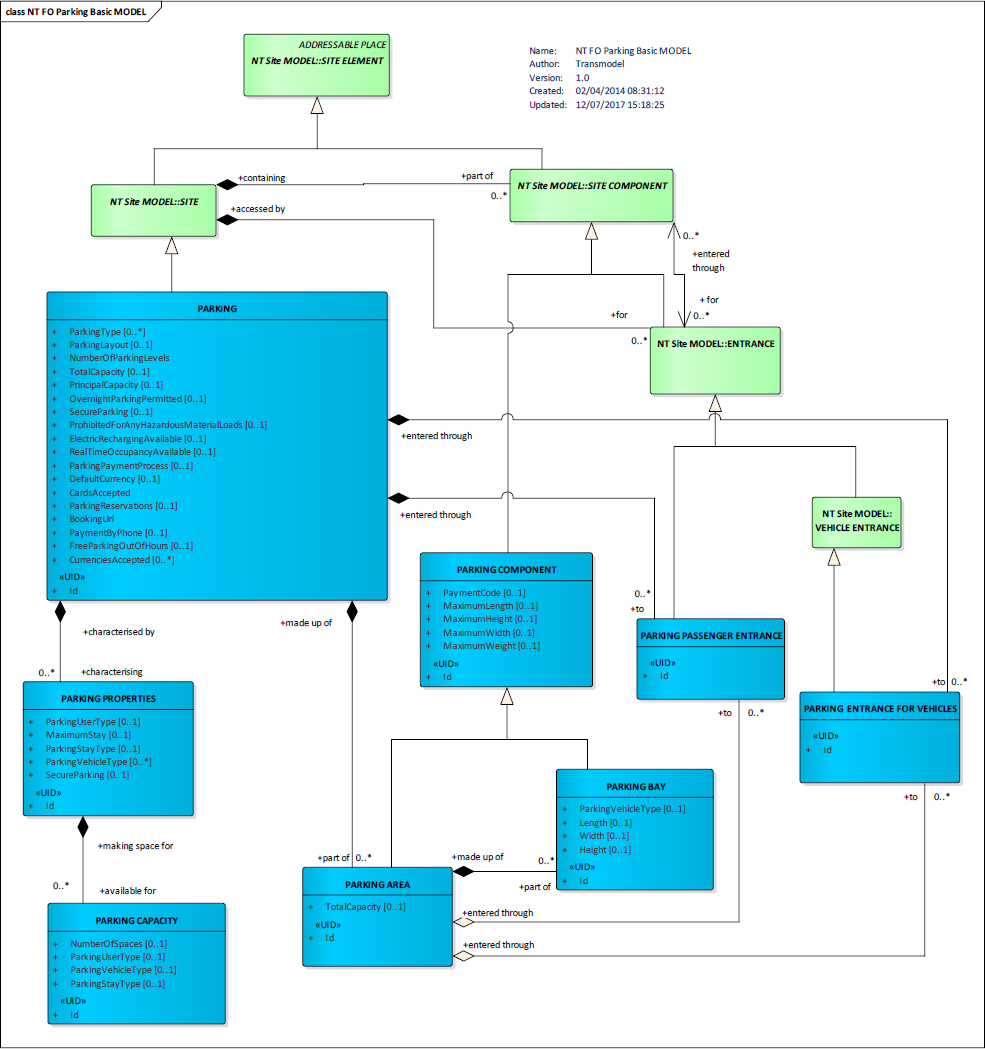 class NT FO Parking Basic MODEL
ADDRESSABLE PLACE
NT Site MODEL::SITE ELEMENT
Name: NT FO Parking Basic MODEL
Author: Transmodel
Version: 1.0
Created: 02/04/2014 08:31:12
Updated: 12/07/2017 15:18:25
NT Site MODEL::SITE
+containing
+part of
0..*
+accessed by
NT Site MODEL::SITE COMPONENT
0..*
+entered
through
+ for
0..*
+for
0..*
NT Site MODEL::ENTRANCE
PARKING
+ ParkingType [0..*]
+ ParkingLayout [0..1]
+ NumberOfParkingLevels
+ TotalCapacity [0..1]
+ PrincipalCapacity [0..1]
+ OvernightParkingPermitted [0..1]
+ SecureParking [0..1]
+ ProhibitedForAnyHazardousMaterialLoads [0..1]
+ ElectricRechargingAvailable [0..1]
+ RealTimeOccupancyAvailable [0..1]
+ ParkingPaymentProcess [0..1]
+ DefaultCurrency [0..1]
+ CardsAccepted
+ ParkingReservations [0..1]
+ BookingUrl
+ PaymentByPhone [0..1]
+ FreeParkingOutOfHours [0..1]
+ CurrenciesAccepted [0..*]
«UID»
+ Id
+entered through
+entered through
NT Site MODEL::
VEHICLE ENTRANCE
PARKING COMPONENT
+ PaymentCode [0..1]
+ MaximumLength [0..1]
+ MaximumHeight [0..1]
+ MaximumWidth [0..1]
+ MaximumWeight [0..1]
«UID»
+ Id
0..*
+to
PARKING PASSENGER ENTRANCE
«UID»
+ Id
+to 0..*
+to 0..*
PARKING ENTRANCE FOR VEHICLES
«UID»
+ Id
+to 0..*
+characterised by
0..* +characterising
+made up of
PARKING PROPERTIES
+ ParkingUserType [0..1]
+ MaximumStay [0..1]
+ ParkingStayType [0..1]
+ ParkingVehicleType [0..*]
+ SecureParking [0..1]
«UID»
+ Id
+making space for
0..*
+available for
PARKING CAPACITY
+ NumberOfSpaces [0..1]
+ ParkingUserType [0..1]
+ ParkingVehicleType [0..1]
+ ParkingStayType [0..1]
«UID»
+ Id
PARKING BAY
+ ParkingVehicleType [0..1]
+ Length [0..1]
+ Width [0..1]
+ Height [0..1]
«UID»
+ Id
+part of 0..*
+made up of
0..*
+part of
PARKING AREA
+ TotalCapacity [0..1]
«UID»
+ Id
+entered through
+entered through